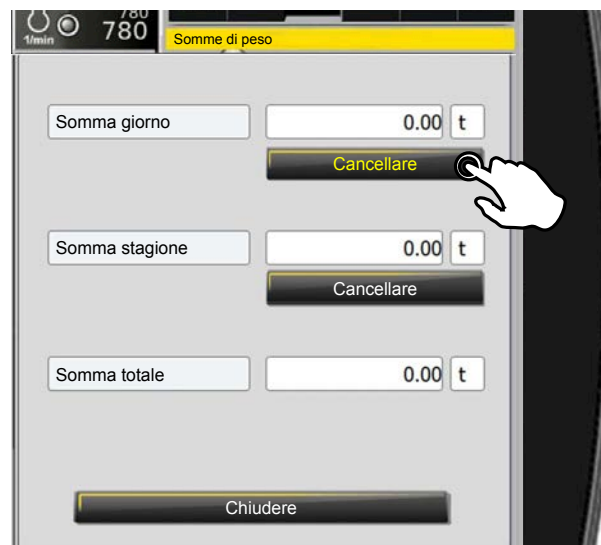 780
1/min 780
Somme di peso
Somma giorno 0.00 t
Cancellare
Somma stagione 0.00 t
Cancellare
Somma totale 0.00 t
Chiudere